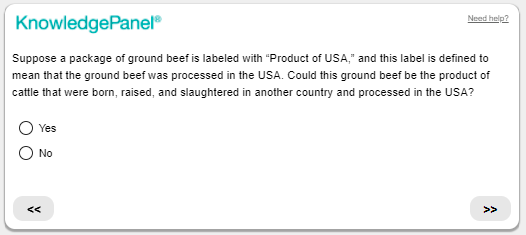 KnowledgePanel®
Need help?
Suppose a package of ground beef is labeled with “Product of USA,” and this label is defined to
mean that the ground beef was processed in the USA. Could this ground beef be the product of
cattle that were born, raised, and slaughtered in another country and processed in the USA?
Yes
No
<<
>>